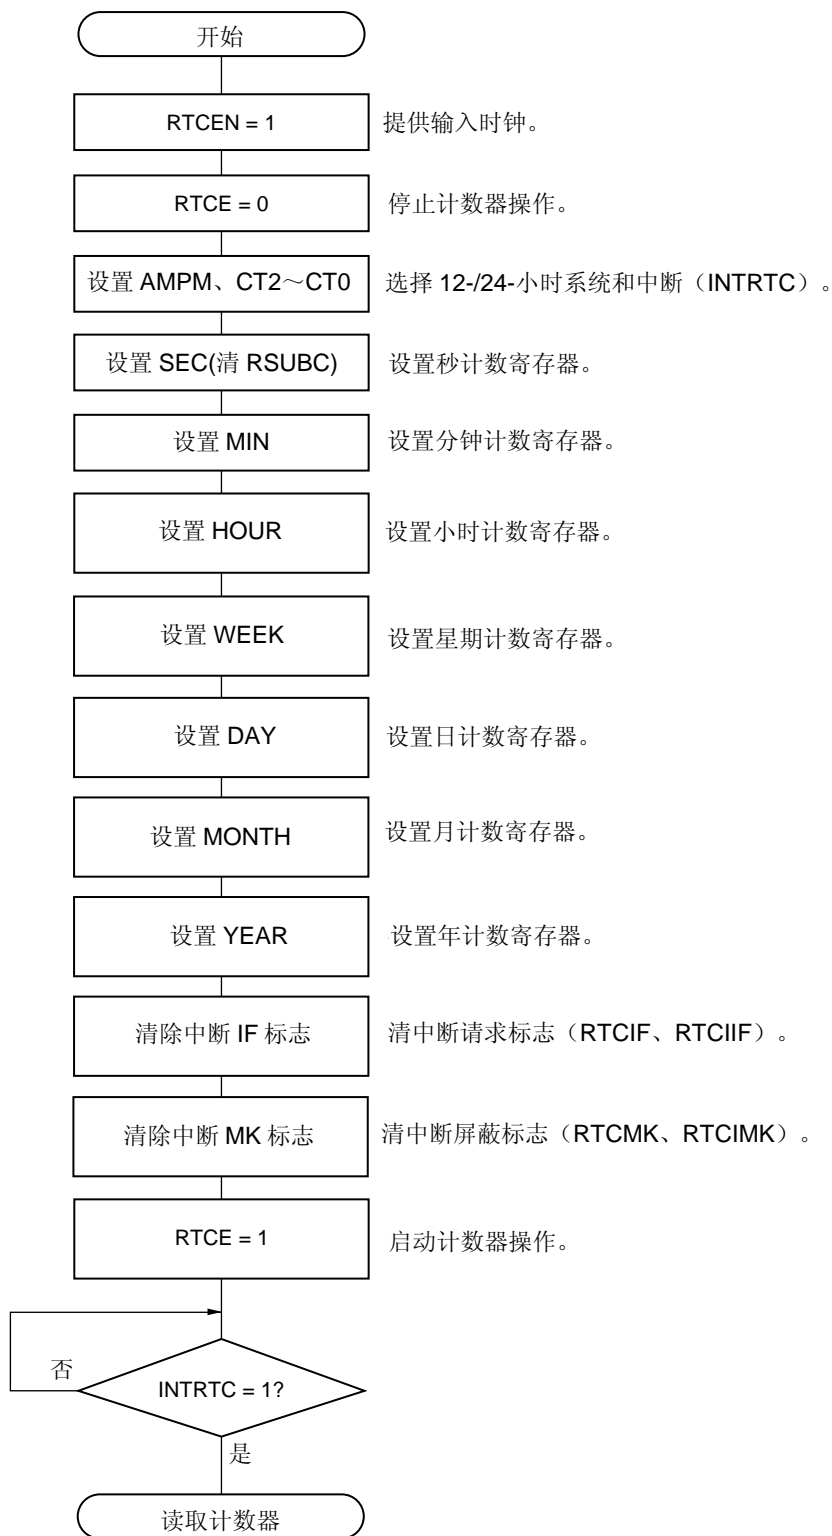 开始
RTCEN = 1 提供输入时钟。
RTCE = 0 停止计数器操作。
设置 AMPM、CT2～CT0 选择 12-/24-小时系统和中断（INTRTC）。
设置 SEC(清 RSUBC) 设置秒计数寄存器。
设置 MIN 设置分钟计数寄存器。
设置 HOUR 设置小时计数寄存器。
设置 WEEK 设置星期计数寄存器。
设置 DAY 设置日计数寄存器。
设置 MONTH 设置月计数寄存器。
设置 YEAR 设置年计数寄存器。
清除中断 IF 标志 清中断请求标志（RTCIF、RTCIIF）。
清除中断 MK 标志 清中断屏蔽标志（RTCMK、RTCIMK）。
RTCE = 1 启动计数器操作。
否
INTRTC = 1?
是
读取计数器